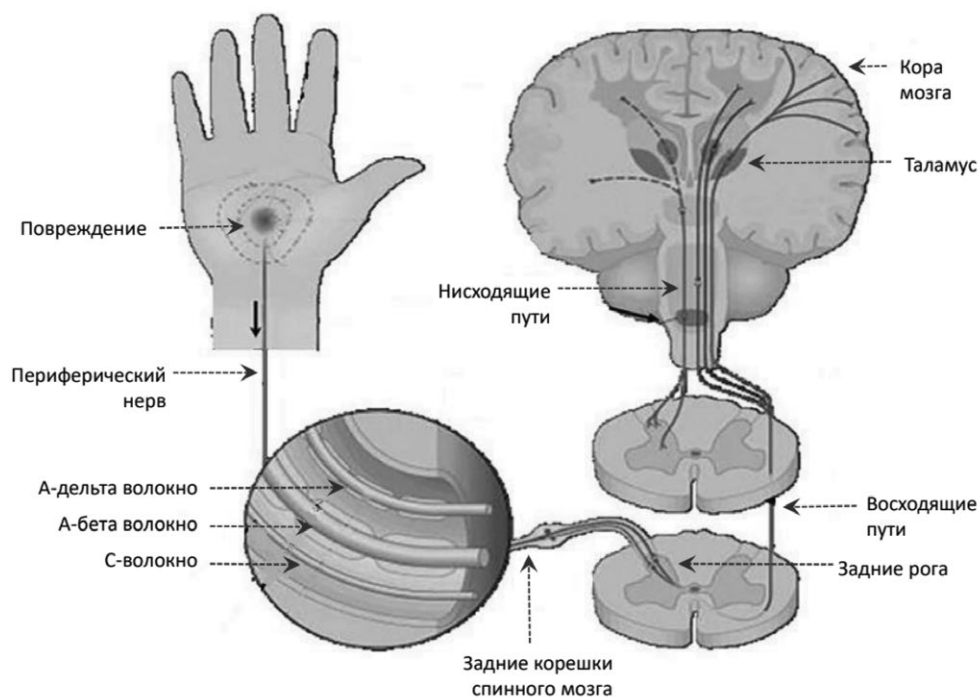 Кора
мозга
Таламус
Повреждение
Нисходящие
пути
Периферический
нерв
А-дельта волокно
А-бета волокно
С-волокно
Восходящие
пути
Задние рога
Задние корешки
спинного мозга